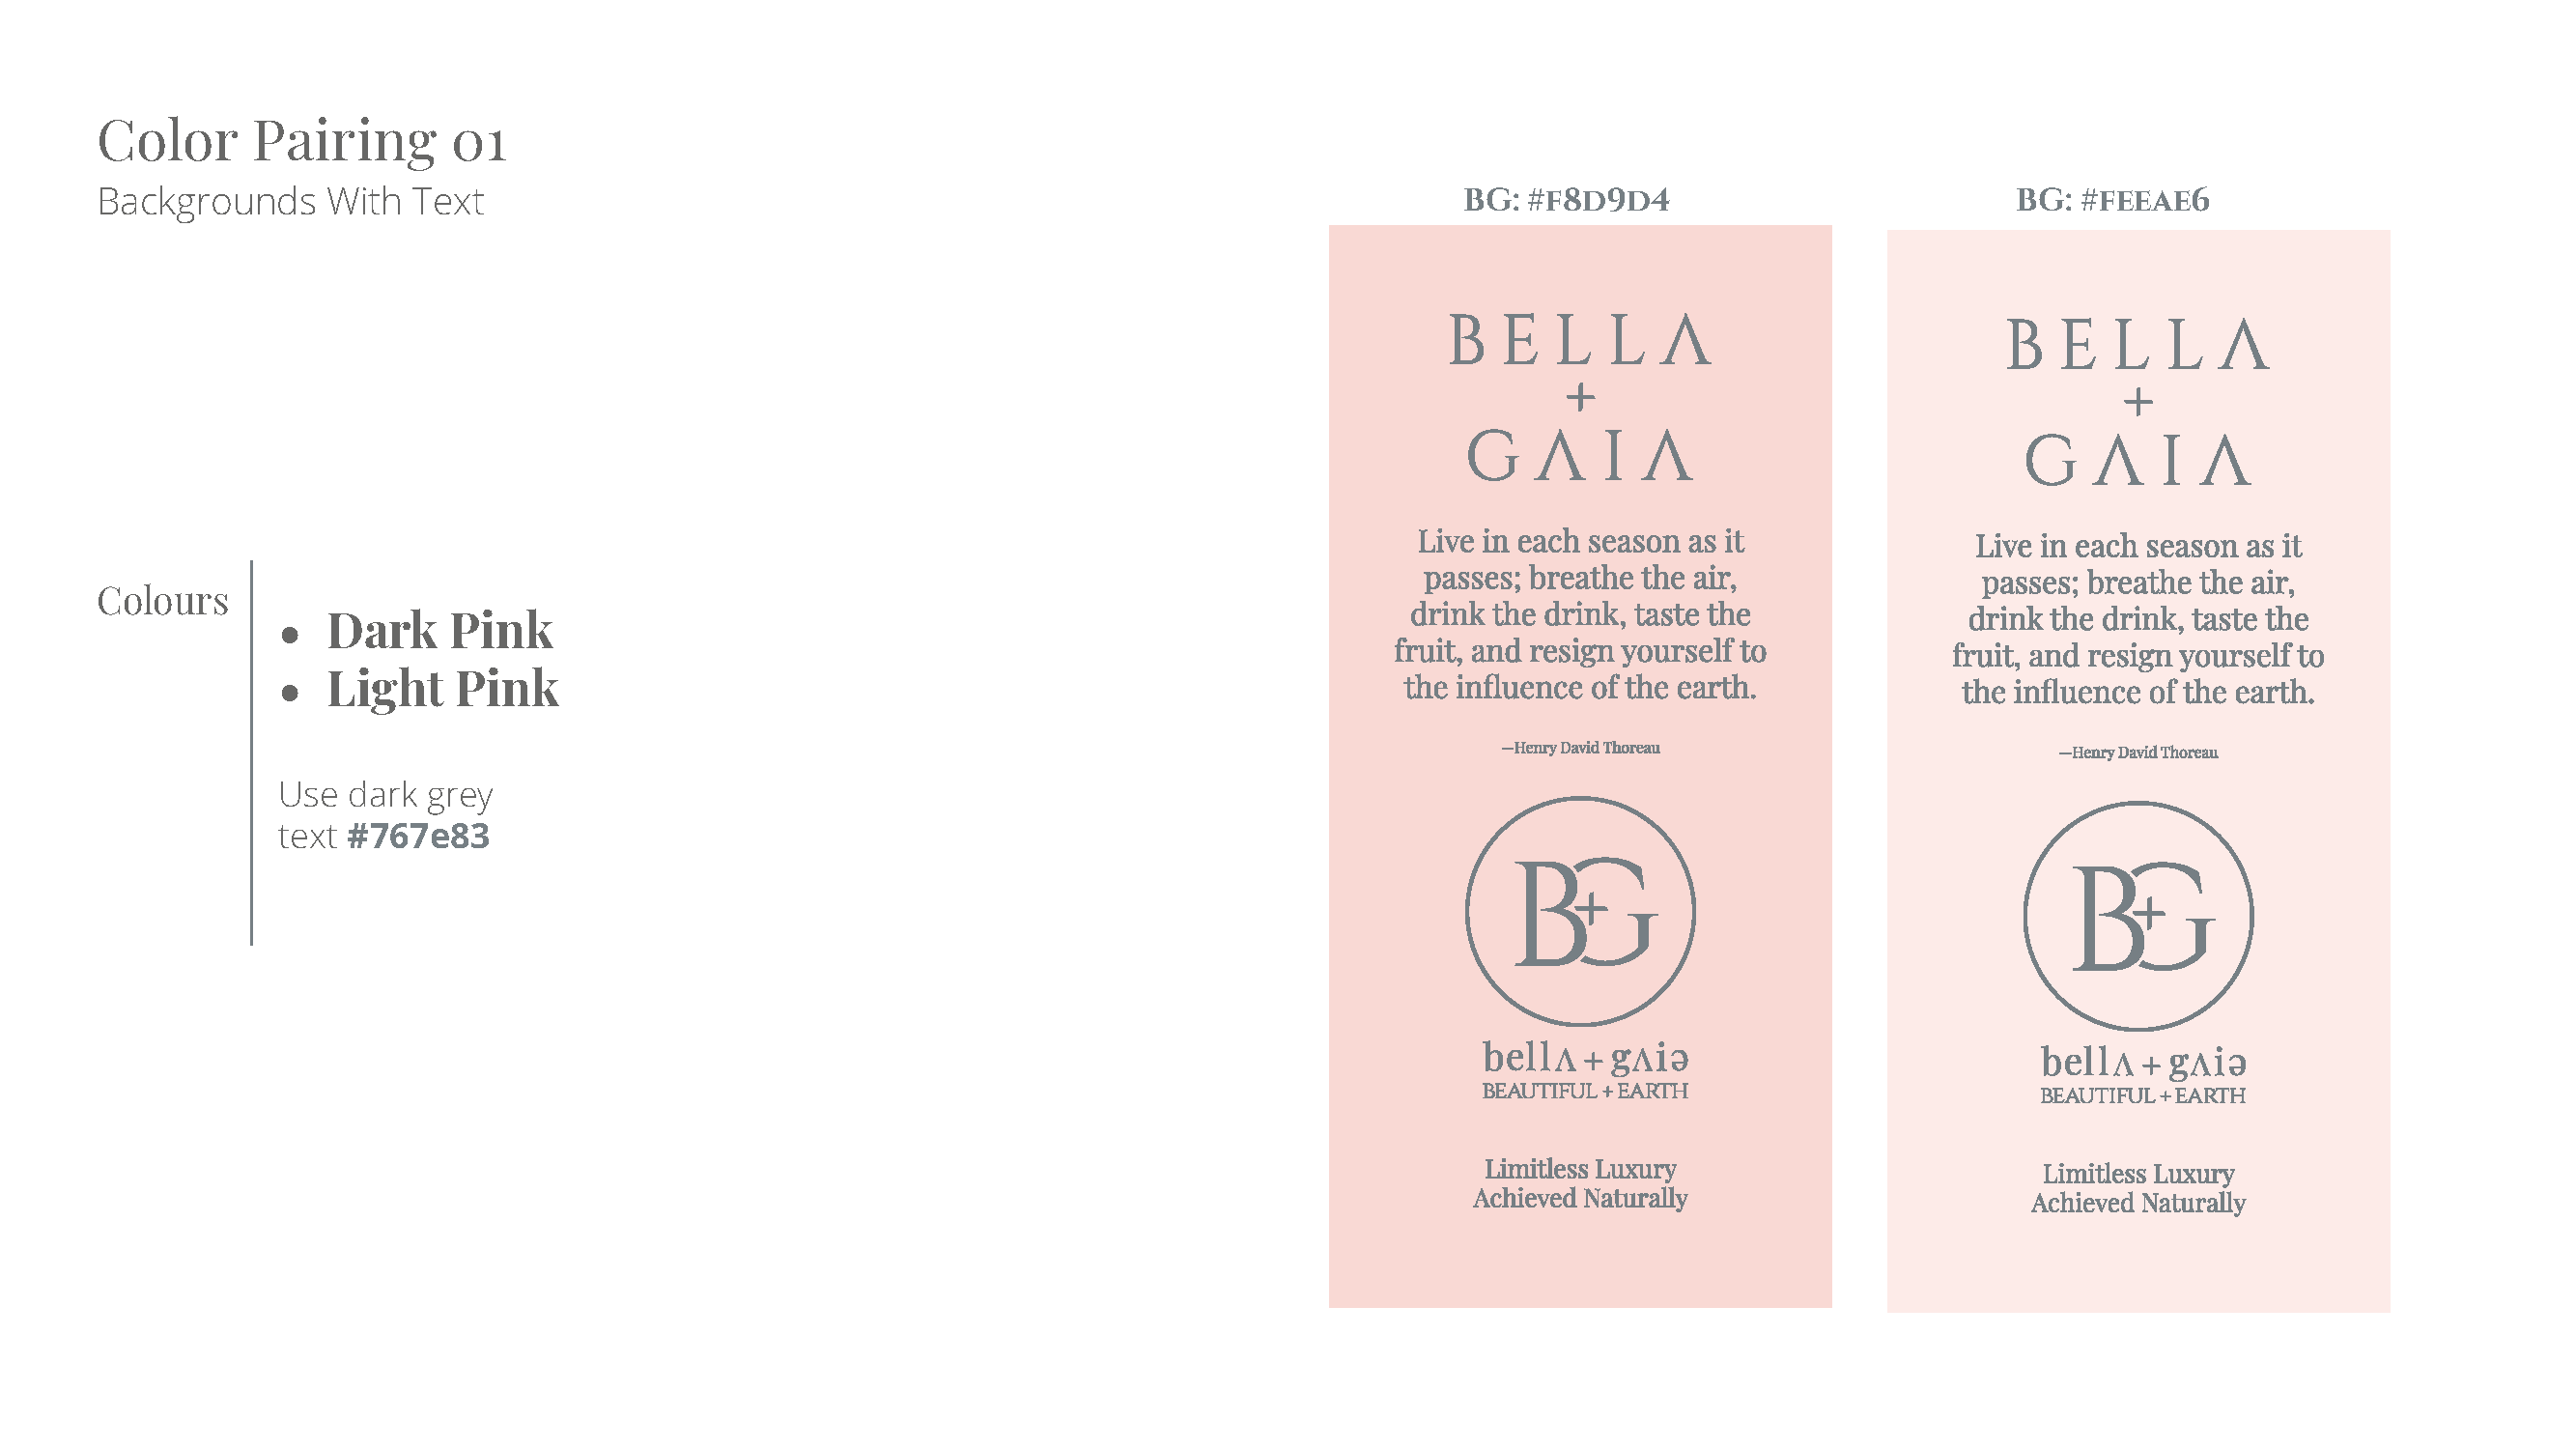 Color Pairing 01
Backgrounds With Text
Colours
• Dark Pink
• Light Pink
Use dark grey
text #767e83
BG: #F8D9D4
BELLΛ
+
GΛIΛ
Live in each season as it
passes; breathe the air,
drink the drink, taste the
fruit, and resign yourself to
the influence of the earth.
—Henry David Thoreau
B+G
bellʌ + gʌiə
BEAUTIFUL + EARTH
Limitless Luxury
Achieved Naturally
BG: #FEEAE6
BELLΛ
+
GΛIΛ
Live in each season as it
passes; breathe the air,
drink the drink, taste the
fruit, and resign yourself to
the influence of the earth.
—Henry David Thoreau
B+G
bellʌ + gʌiə
BEAUTIFUL + EARTH
Limitless Luxury
Achieved Naturally